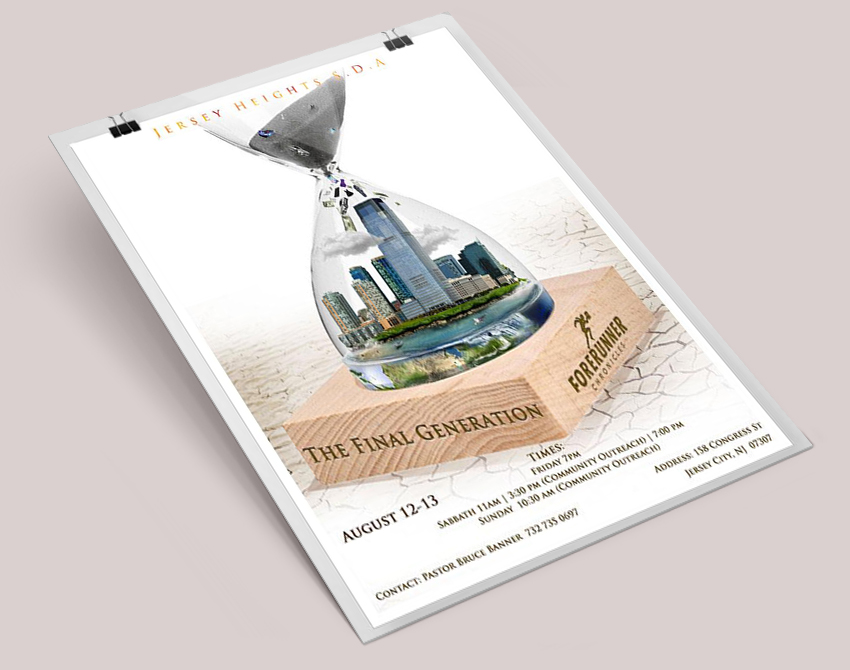 Jersey Heights S.D.A
Forerunner
Chronicles
The Final Generation
Times:
Friday 7pm
Sabbath 11am | 3:30 pm (Community Outreach) | 7:00 pm
Sunday 10:30 am (Community Outreach)
Address: 158 Congress St
Jersey City, NJ 07307
August 12-13
Contact: Pastor Bruce Banner 732 735 0697